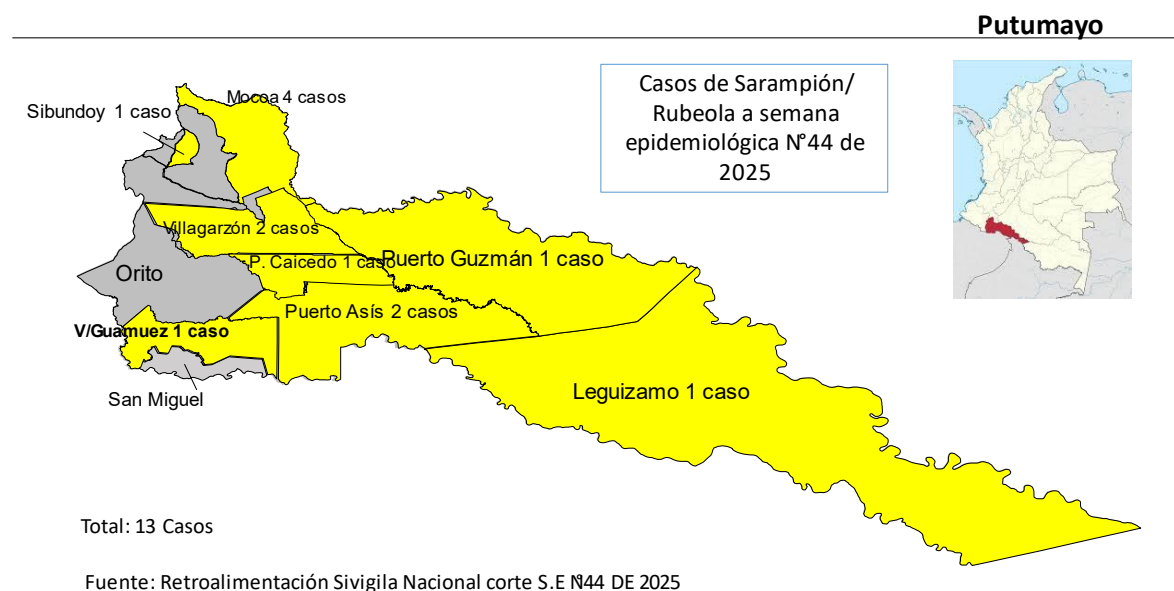 Putumayo
Casos de Sarampión/
Rubeola a semana
epidemiológica N°44 de
2025
Mocoa 4 casos
Sibundoy 1 caso
Villagarzón 2 casos
P. Caicedo 1 caso
Puerto Guzmán 1 caso
Orito
Puerto Asís 2 casos
V/Guamuez 1 caso
San Miguel
Leguizamo 1 caso
Total: 13 Casos
Fuente: Retroalimentación Sivigila Nacional corte S.E N°44 DE 2025